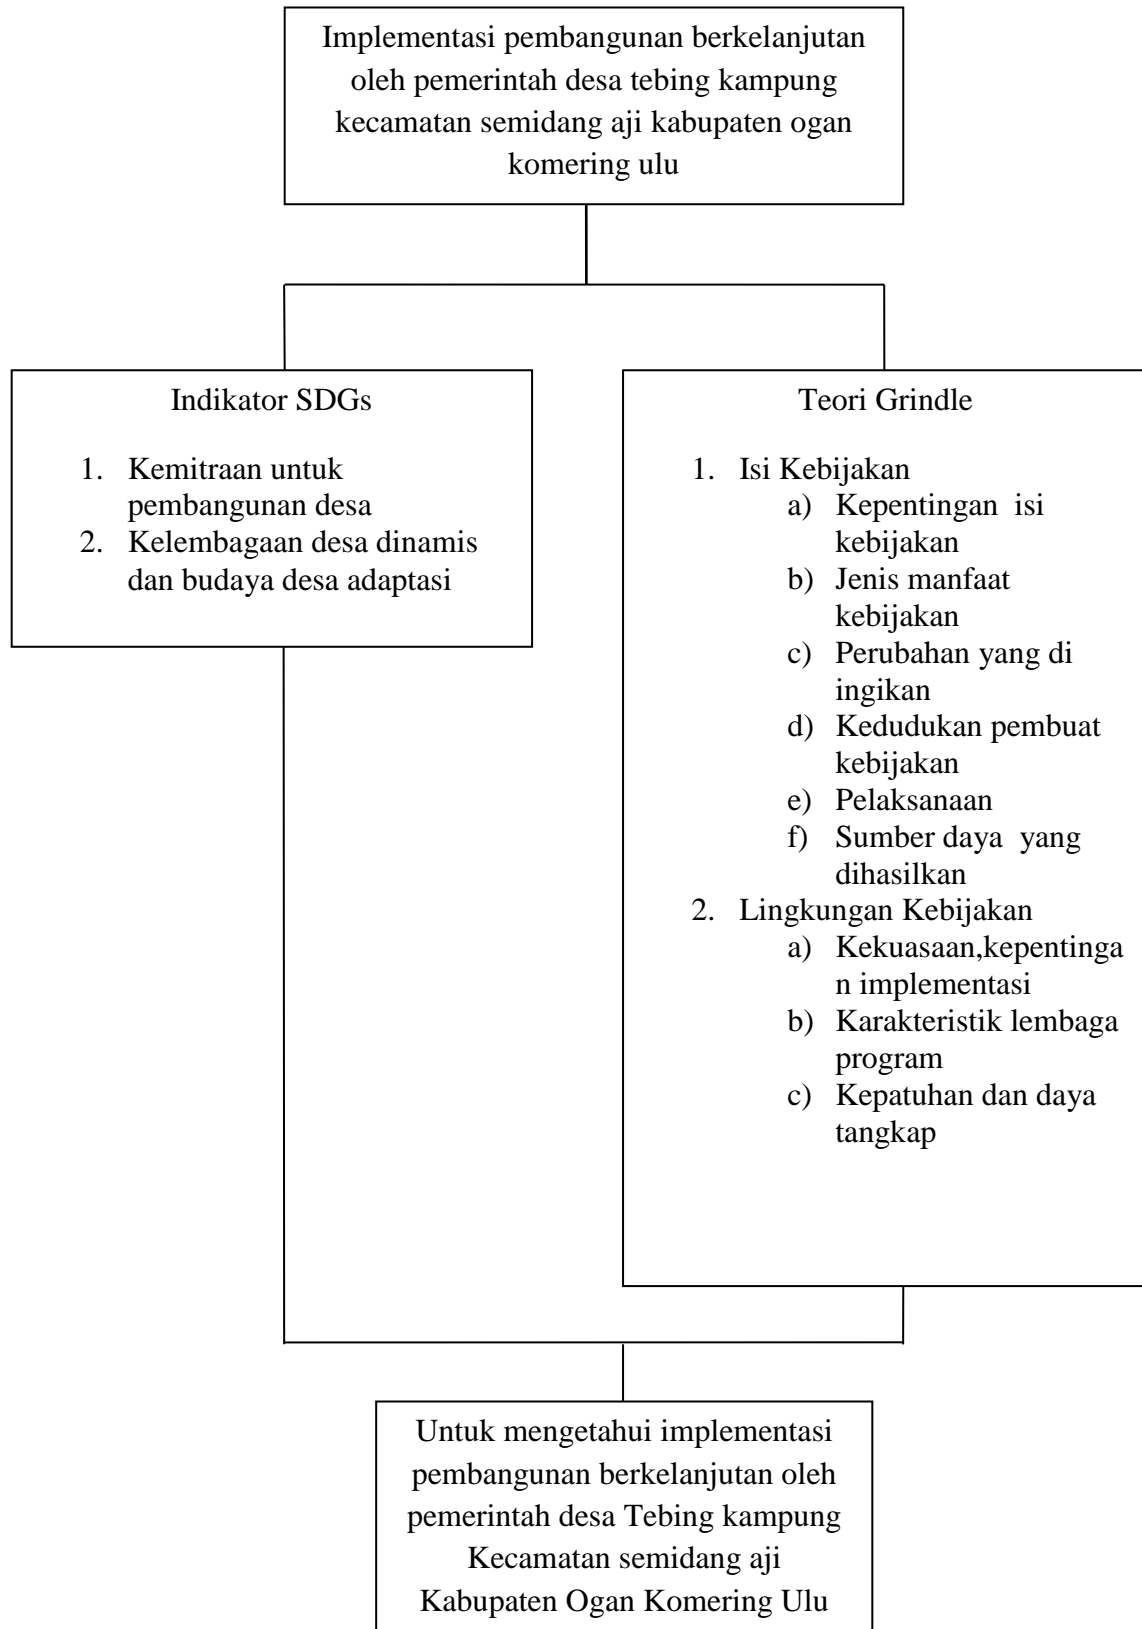 Implementasi pembangunan berkelanjutan
oleh pemerintah desa tebing kampung
kecamatan semidang aji kabupaten ogan
komering ulu
Indikator SDGs
1. Kemitraan untuk
pembangunan desa
2. Kelembagaan desa dinamis
dan budaya desa adaptasi
Teori Grindle
1. Isi Kebijakan
a) Kepentingan isi
kebijakan
b) Jenis manfaat
kebijakan
c) Perubahan yang di
ingikan
d) Kedudukan pembuat
kebijakan
e) Pelaksanaan
f) Sumber daya yang
dihasilkan
2. Lingkungan Kebijakan
a) Kekuasaan,kepentinga
n implementasi
b) Karakteristik lembaga
program
c) Kepatuhan dan daya
tangkap
Untuk mengetahui implementasi
pembangunan berkelanjutan oleh
pemerintah desa Tebing kampung
Kecamatan semidang aji
Kabupaten Ogan Komering Ulu